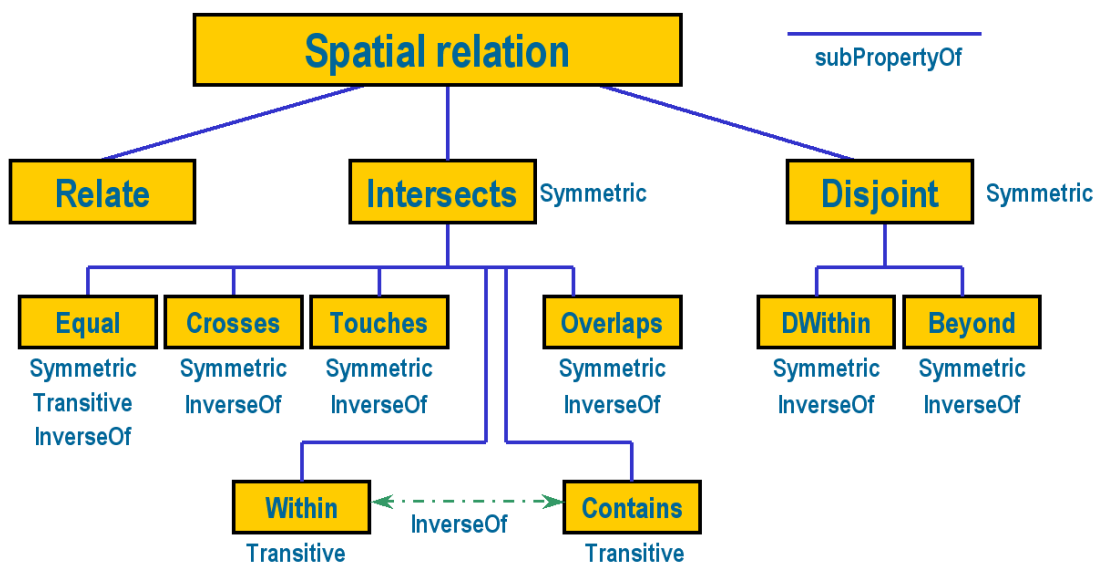 Spatial relation
subPropertyOf
Relate
Intersects
Symmetric
Disjoint
Symmetric
Equal
Crosses
Touches
Overlaps
DWithin
Beyond
Symmetric
Transitive
InverseOf
Symmetric
InverseOf
Symmetric
InverseOf
Symmetric
InverseOf
Symmetric
InverseOf
Symmetric
InverseOf
Within
InverseOf
Contains
Transitive
Transitive